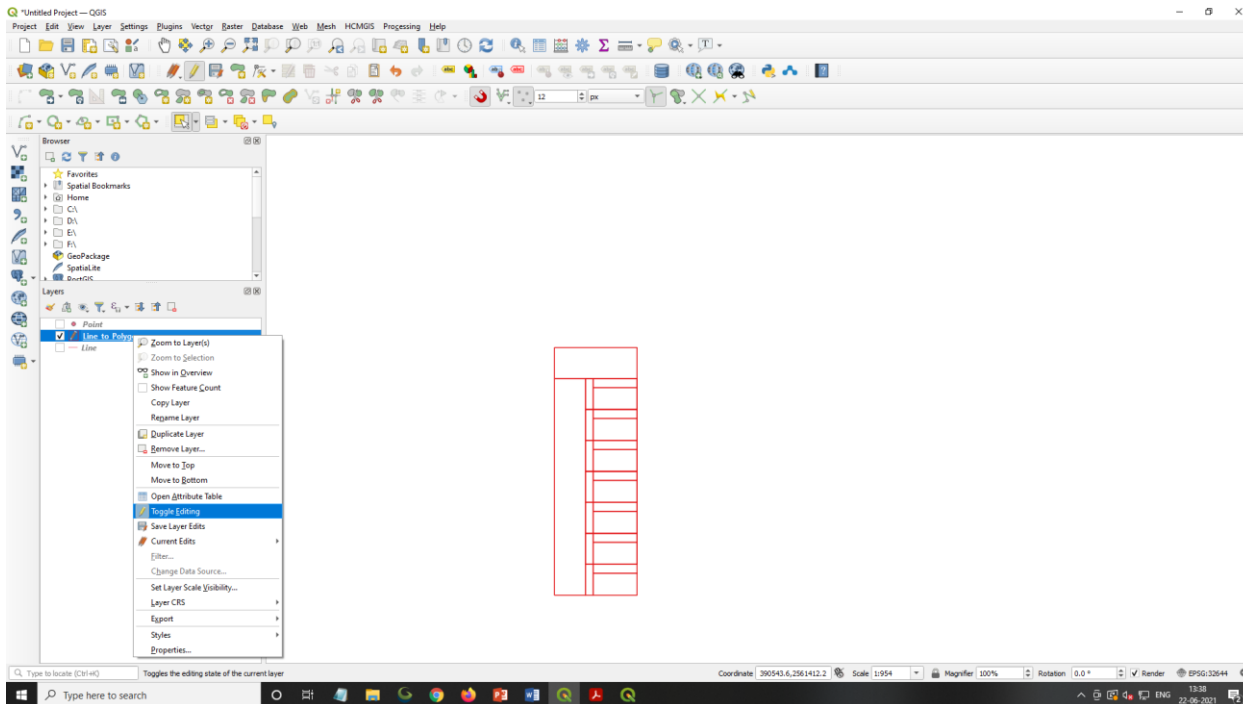 *Untitled Project — QGIS
Project Edit View Layer Settings Plugins Vector Raster Database Web Mesh HCMGIS Processing Help
12 px
Browser
Favorites
Spatial Bookmarks
Home
C:\
D:\
E:\
F:\
GeoPackage
SpatiaLite
PostGIS
Layers
Point
Line to Polyg
Line
Zoom to Layer(s)
Zoom to Selection
Show in Overview
Show Feature Count
Copy Layer
Rename Layer
Duplicate Layer
Remove Layer...
Move to Top
Move to Bottom
Open Attribute Table
Toggle Editing
Save Layer Edits
Current Edits
Filter...
Change Data Source...
Set Layer Scale Visibility...
Layer CRS
Export
Styles
Properties...
Type to locate (Ctrl+K) Toggles the editing state of the current layer Coordinate 390543.6,2561412.2 Scale 1:954 Magnifier 100% Rotation 0.0 ° Render EPSG:32644
Type here to search ENG 13:38
22-06-2021